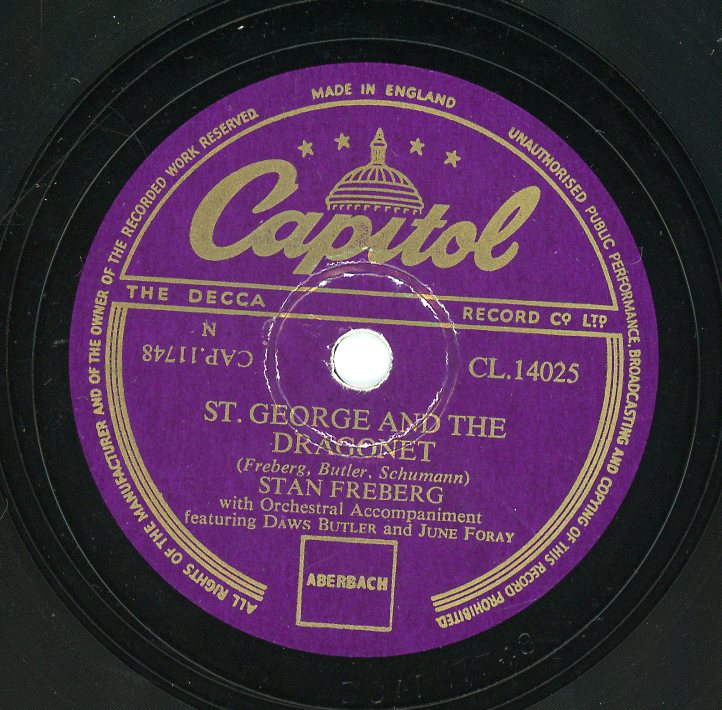 MADE IN ENGLAND
UNAUTHORISED PUBLIC PERFORMANCE, BROADCASTING AND COPYING OF THIS RECORD PROHIBITED.
ALL RIGHTS OF THE MANUFACTURER AND OF THE OWNER OF THE RECORDED WORK RESERVED.
Capitol
THE DECCA RECORD CO LTD
N
CAP.11748
CL.14025
ST. GEORGE AND THE
DRAGONET
(Freberg, Butler, Schumann)
STAN FREBERG
with Orchestral Accompaniment
featuring DAWS BUTLER and JUNE FORAY
ABERBACH